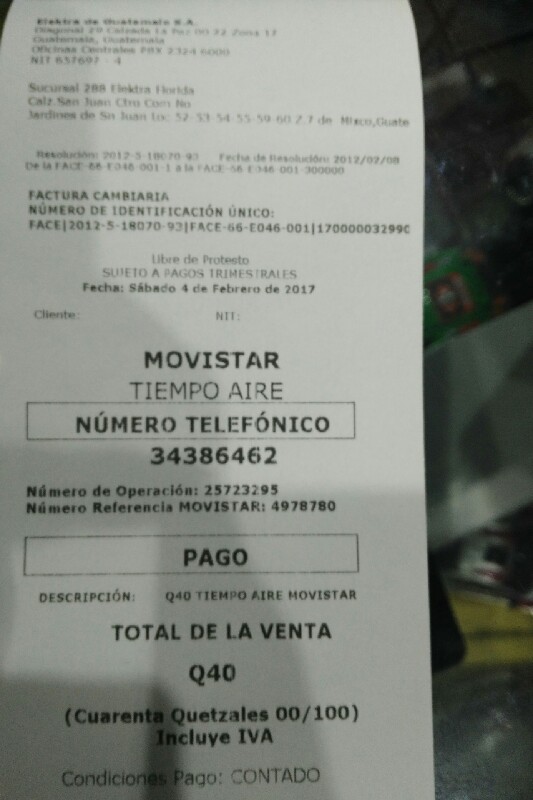 Elektra de Guatemala S.A.
Diagonal 29 Calzada La Paz 00-22 Zona 17
Guatemala, Guatemala
Oficinas Centrales PBX 2324 6000
NIT 657697 - 4
Sucursal 288 Elektra Florida
Calz San Juan Ctro Com No
Jardines de Sn Juan Lo: 52-53-54-55-59-60 Z.7 de Mixco,Guate
Resolución: 2012-5-18070-93 Fecha de Resolución: 2012/02/08
De la FACE-66-E046-001-1 a la FACE-66-E046-001-300000
FACTURA CAMBIARIA
NÚMERO DE IDENTIFICACIÓN ÚNICO:
FACE|2012-5-18070-93|FACE-66-E046-001|17000003299
Libre de Protesto
SUJETO A PAGOS TRIMESTRALES
Fecha: Sábado 4 de Febrero de 2017
Cliente: NIT:
MOVISTAR
TIEMPO AIRE
NÚMERO TELEFÓNICO
34386462
Número de Operación: 25723295
Número Referencia MOVISTAR: 4978780
PAGO
DESCRIPCIÓN: Q40 TIEMPO AIRE MOVISTAR
TOTAL DE LA VENTA
Q40
(Cuarenta Quetzales 00/100)
Incluye IVA
Condiciones Pago: CONTADO